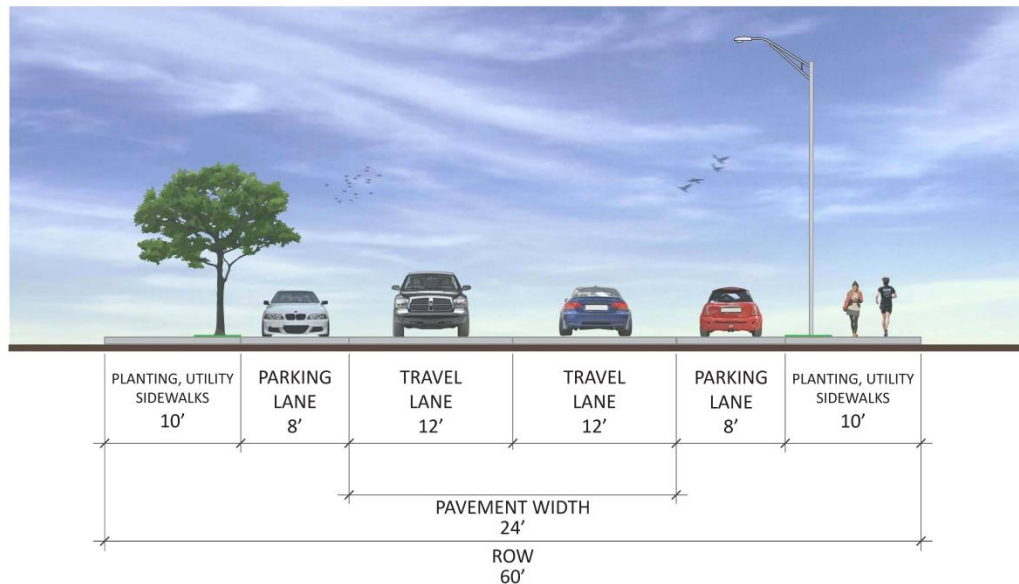 PLANTING, UTILITY
SIDEWALKS
10’
PARKING
LANE
8’
TRAVEL
LANE
12’
TRAVEL
LANE
12’
PARKING
LANE
8’
PLANTING, UTILITY
SIDEWALKS
10’
PAVEMENT WIDTH
24’
ROW
60’